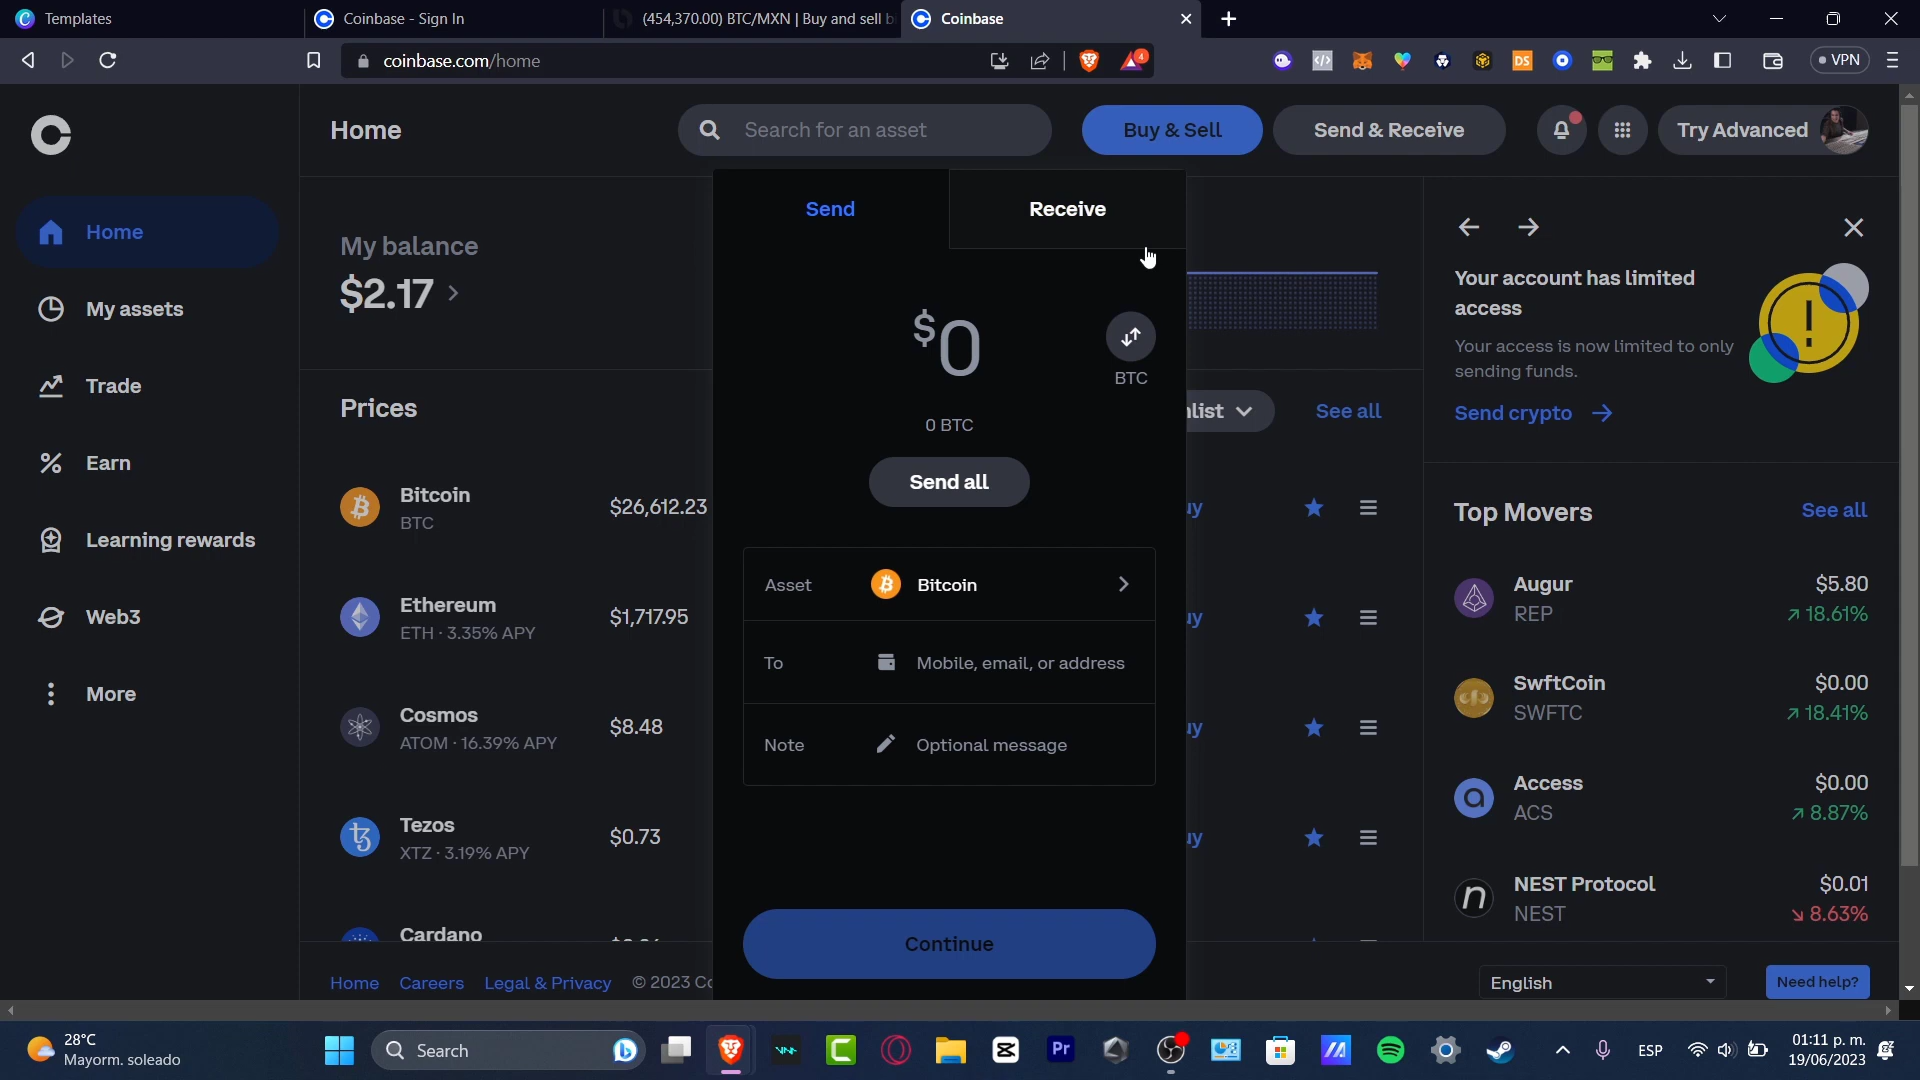 Templates
Coinbase - Sign In
(454,370.00) BTC/MXN | Buy and sell b
Coinbase
coinbase.com/home
4
DS
VPN
Home
Search for an asset
Buy & Sell
Send & Receive
Try Advanced
Home
My assets
Trade
Earn
Learning rewards
Web3
More
My balance
$2.17
Prices
See all
Bitcoin
BTC
$26,612.23
Ethereum
ETH · 3.35% APY
$1,717.95
Cosmos
ATOM · 16.39% APY
$8.48
Tezos
XTZ · 3.19% APY
$0.73
Cardano
Send
Receive
$0
BTC
0 BTC
Send all
Asset
Bitcoin
To
Mobile, email, or address
Note
Optional message
Continue
Your account has limited
access
Your access is now limited to only
sending funds.
Send crypto
Top Movers
See all
Augur
REP
$5.80
18.61%
SwftCoin
SWFTC
$0.00
18.41%
Access
ACS
$0.00
8.87%
NEST Protocol
NEST
$0.01
8.63%
Home
Careers
Legal & Privacy
© 2023
English
Need help?
28°C
Mayorm. soleado
Search
Pr
ESP
01:11 p. m.
19/06/2023